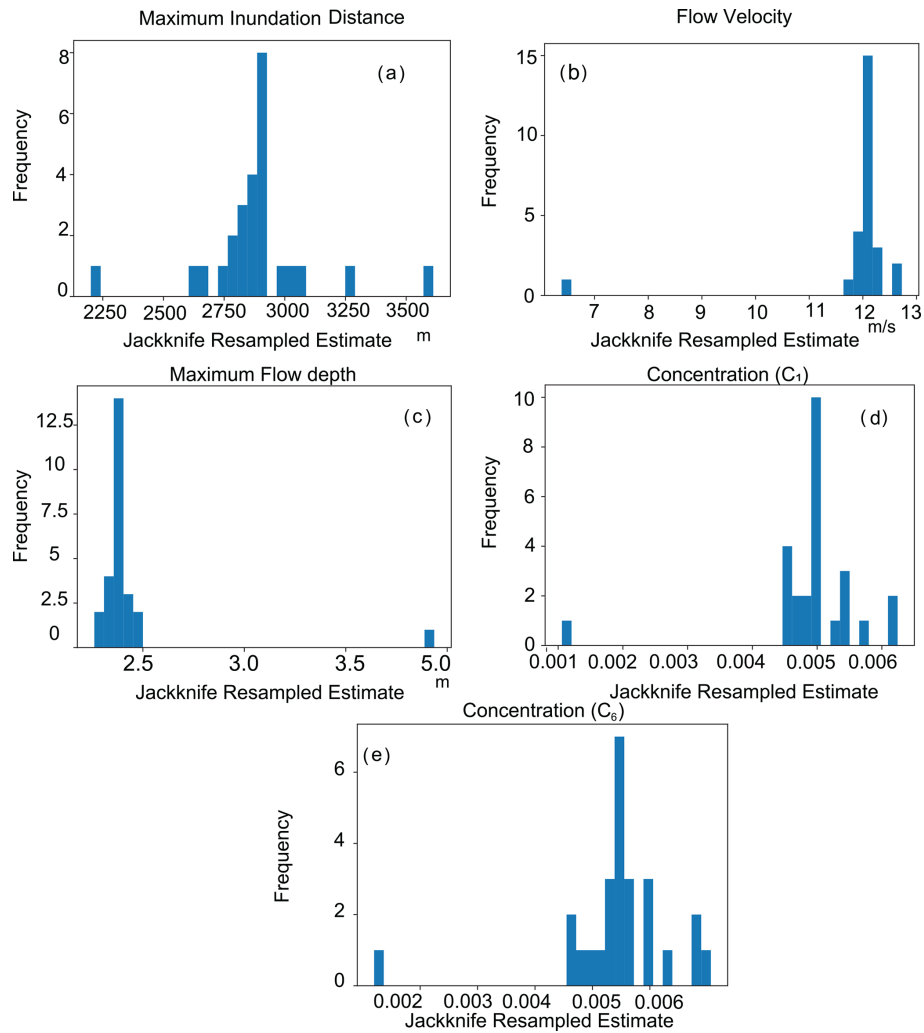 Maximum Inundation Distance
(a)
Frequency
8
6
4
2
0
2250 2500 2750 3000 3250 3500
Jackknife Resampled Estimate m
Flow Velocity
(b)
Frequency
15
10
5
0
7 8 9 10 11 12 13
Jackknife Resampled Estimate m/s
Maximum Flow depth
(c)
Frequency
12.5
10
7.5
5
2.5
0
2.5 3.0 3.5 5.0
Jackknife Resampled Estimate m
Concentration (C₁)
(d)
Frequency
10
8
6
4
2
0
0.001 0.002 0.003 0.004 0.005 0.006
Jackknife Resampled Estimate
Concentration (C₆)
(e)
Frequency
6
4
2
0
0.002 0.003 0.004 0.005 0.006
Jackknife Resampled Estimate